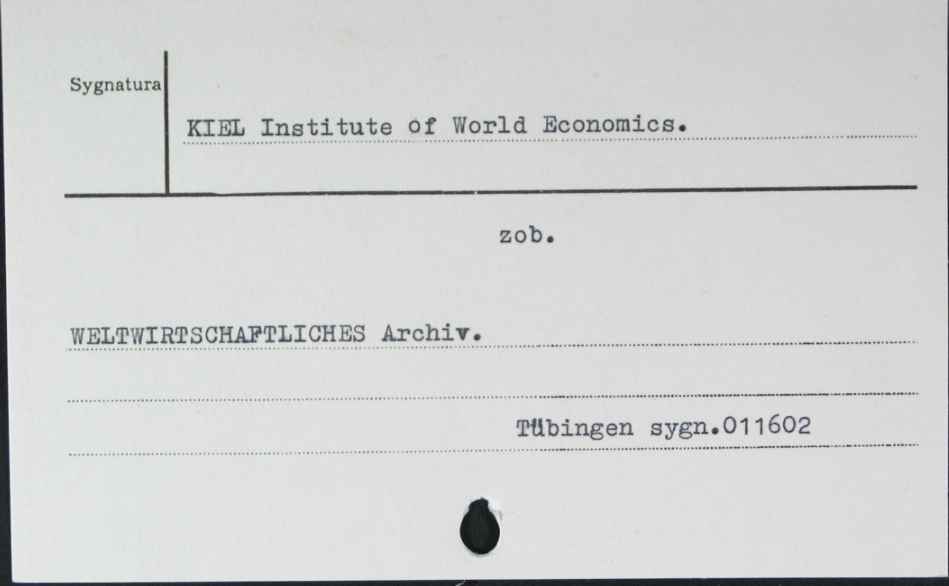 Sygnatura
KIEL Institute of World Economics.
zob.
WELTWIRTSCHAFTLICHES Archiv.
Tübingen sygn.011602